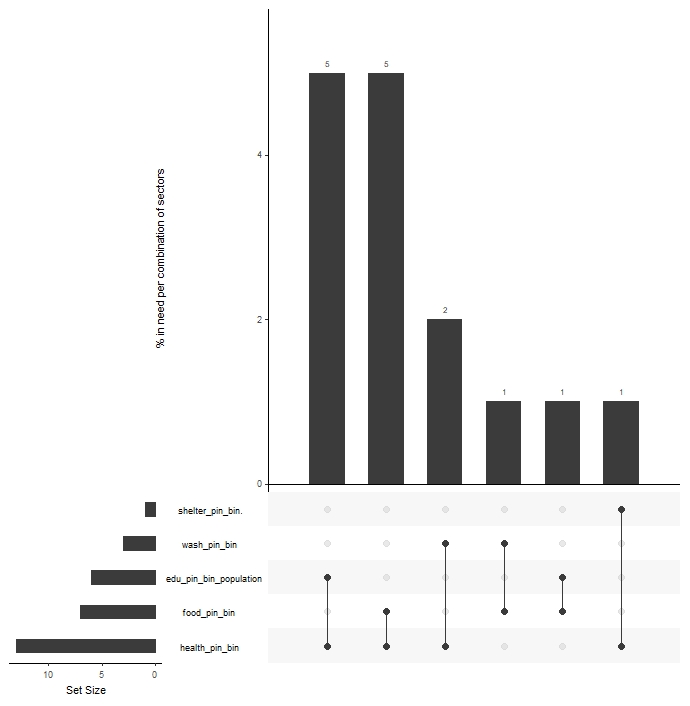 5
5
4
% in need per combination of sectors
2
2
1
1
1
0
shelter_pin_bin.
wash_pin_bin
edu_pin_bin_population
food_pin_bin
health_pin_bin
10
5
0
Set Size